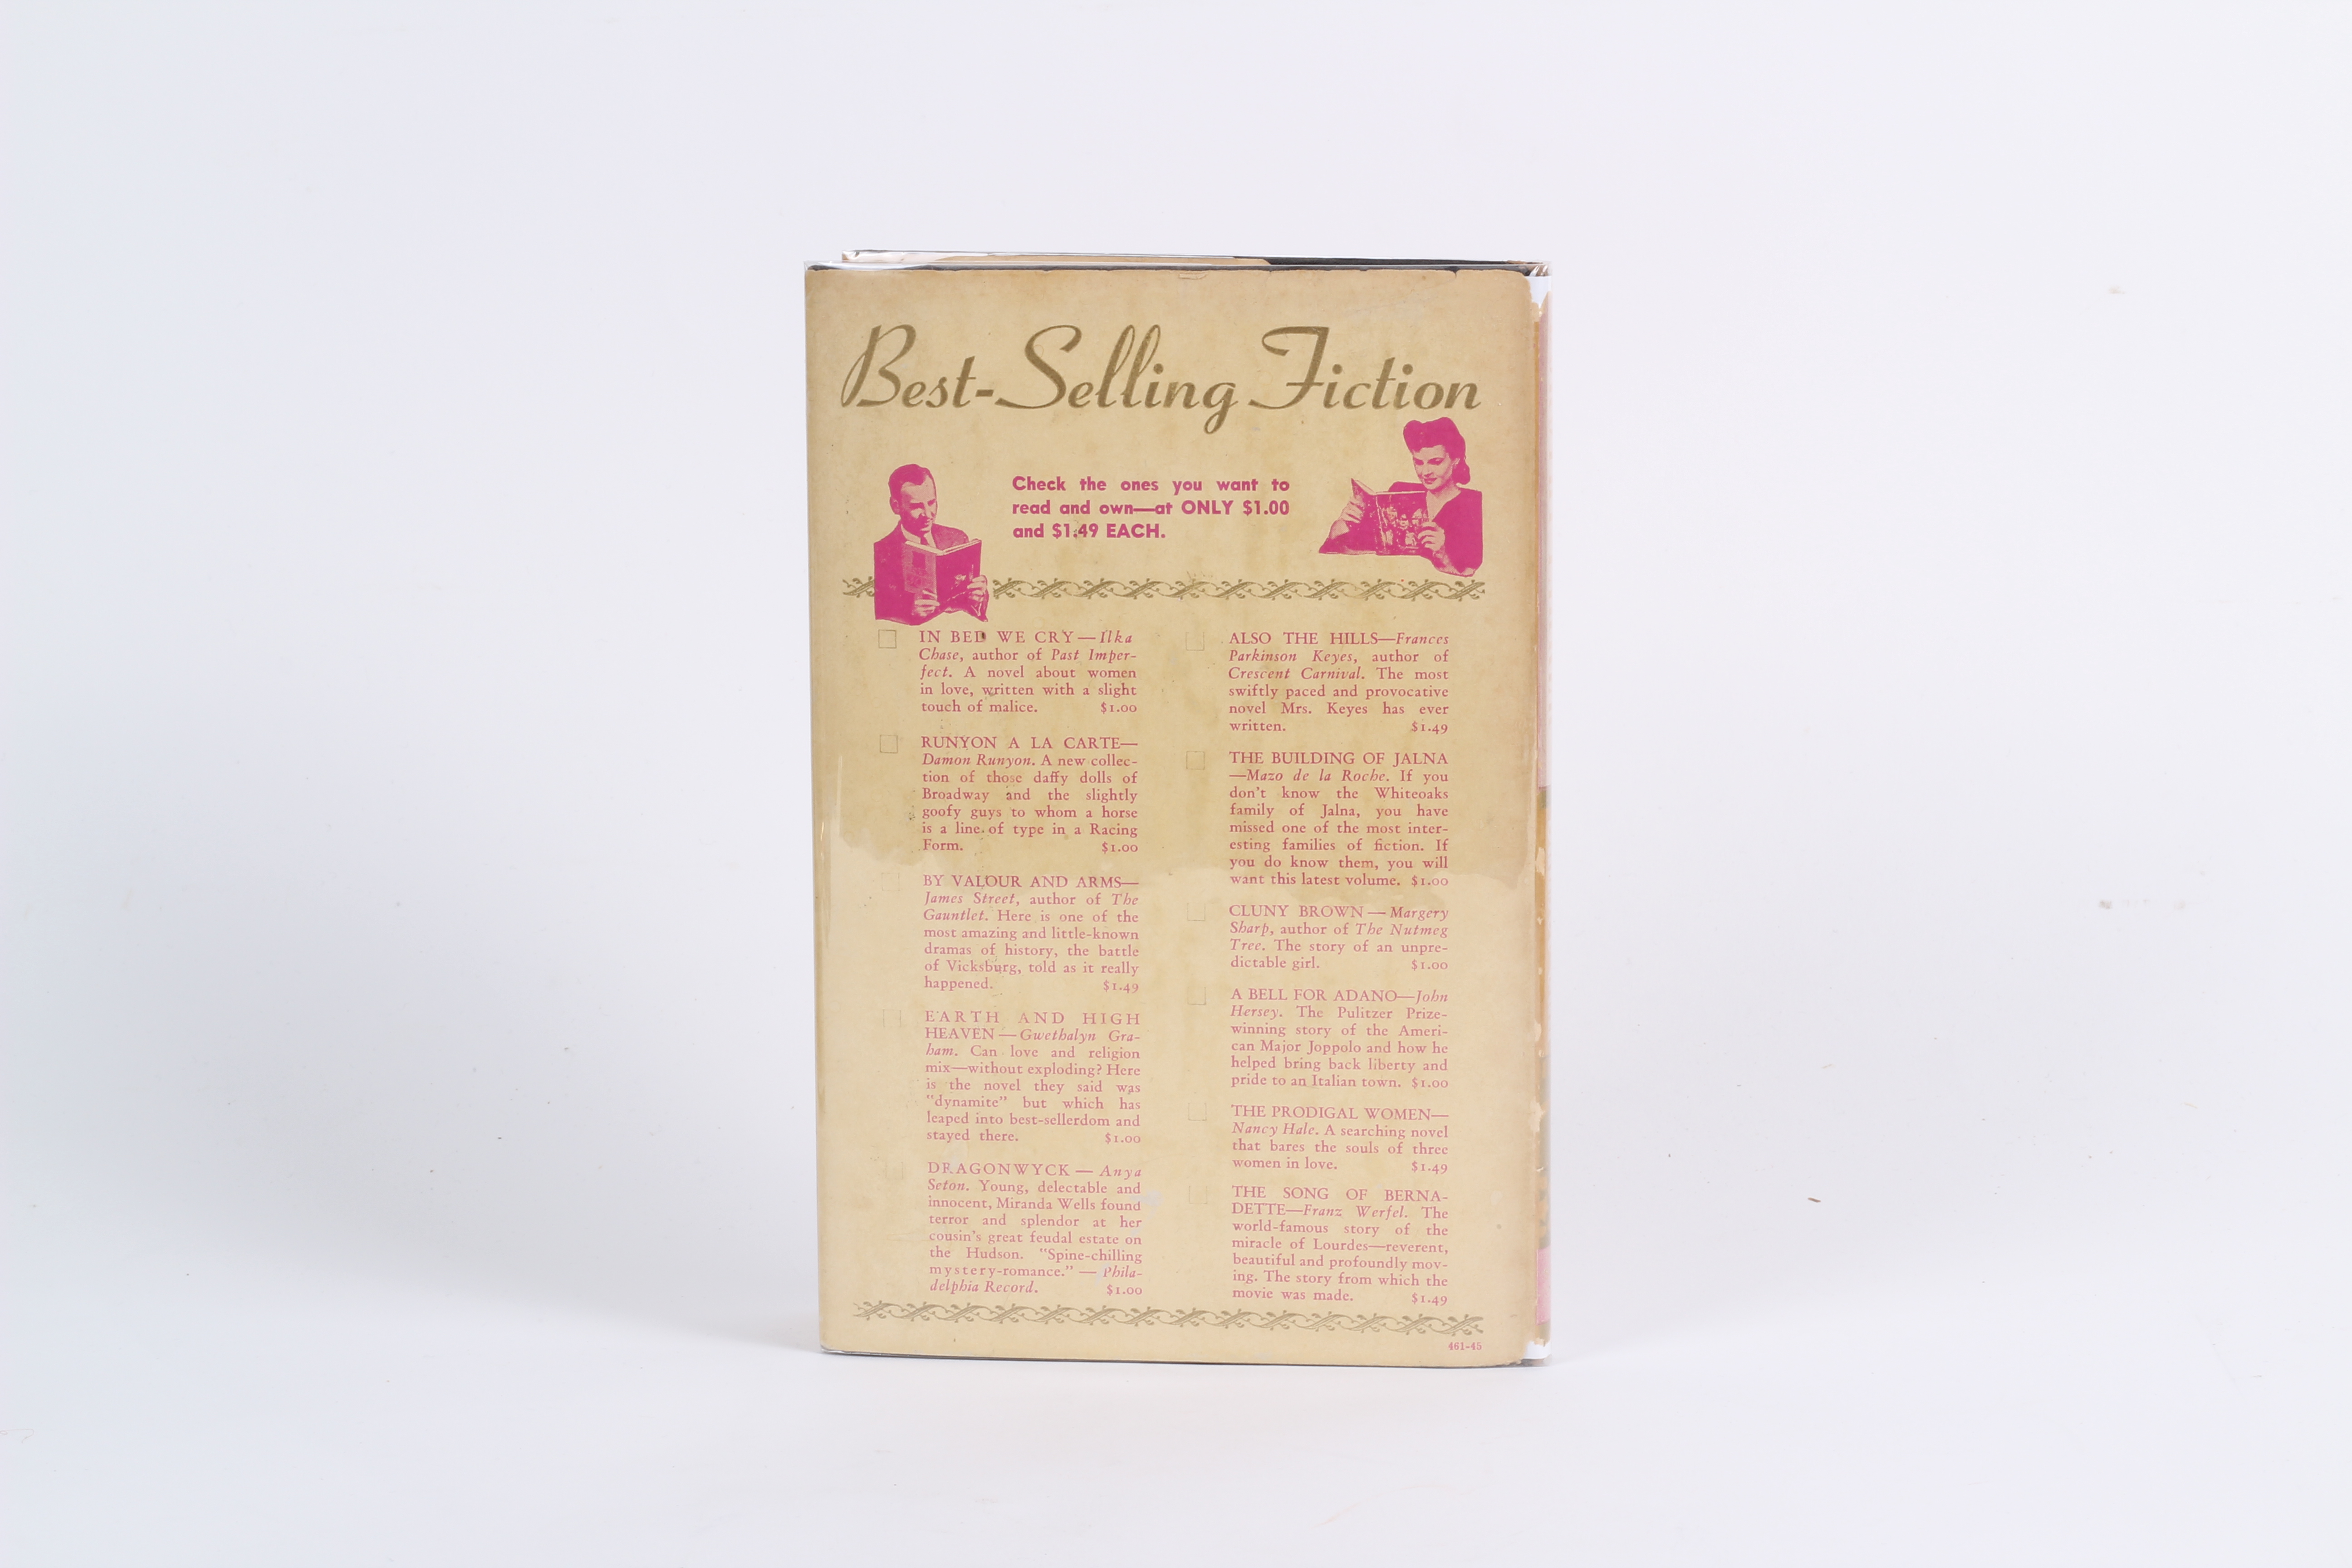 Best-Selling Fiction
Check the ones you want to
read and own—at ONLY $1.00
and $1.49 EACH.
IN BED WE CRY—Ilka
Chase, author of Past Imper-
fect. A novel about women
in love, written with a slight
touch of malice. $1.00
RUNYON A LA CARTE—
Damon Runyon. A new collec-
tion of those daffy dolls of
Broadway and the slightly
goofy guys to whom a horse
is a line of type in a Racing
Form. $1.00
BY VALOUR AND ARMS—
James Street, author of The
Gauntlet. Here is one of the
most amazing and little-known
dramas of history, the battle
of Vicksburg, told as it really
happened. $1.49
EARTH AND HIGH
HEAVEN—Gwethalyn Gra-
ham. Can love and religion
mix—without exploding? Here
is the novel they said was
"dynamite" but which has
leaped into best-sellerdom and
stayed there. $1.00
DRAGONWYCK — Anya
Seton. Young, delectable and
innocent, Miranda Wells found
terror and splendor at her
cousin's great feudal estate on
the Hudson. "Spine-chilling
mystery-romance." — Phila-
delphia Record. $1.00
ALSO THE HILLS—Frances
Parkinson Keyes, author of
Crescent Carnival. The most
swiftly paced and provocative
novel Mrs. Keyes has ever
written. $1.49
THE BUILDING OF JALNA
—Mazo de la Roche. If you
don't know the Whiteoaks
family of Jalna, you have
missed one of the most inter-
esting families of fiction. If
you do know them, you will
want this latest volume. $1.00
CLUNY BROWN—Margery
Sharp, author of The Nutmeg
Tree. The story of an unpre-
dictable girl. $1.00
A BELL FOR ADANO—John
Hersey. The Pulitzer Prize-
winning story of the Ameri-
can Major Joppolo and how he
helped bring back liberty and
pride to an Italian town. $1.00
THE PRODIGAL WOMEN—
Nancy Hale. A searching novel
that bares the souls of three
women in love. $1.49
THE SONG OF BERNA-
DETTE—Franz Werfel. The
world-famous story of the
miracle of Lourdes—reverent,
beautiful and profoundly mov-
ing. The story from which the
movie was made. $1.49
461-45